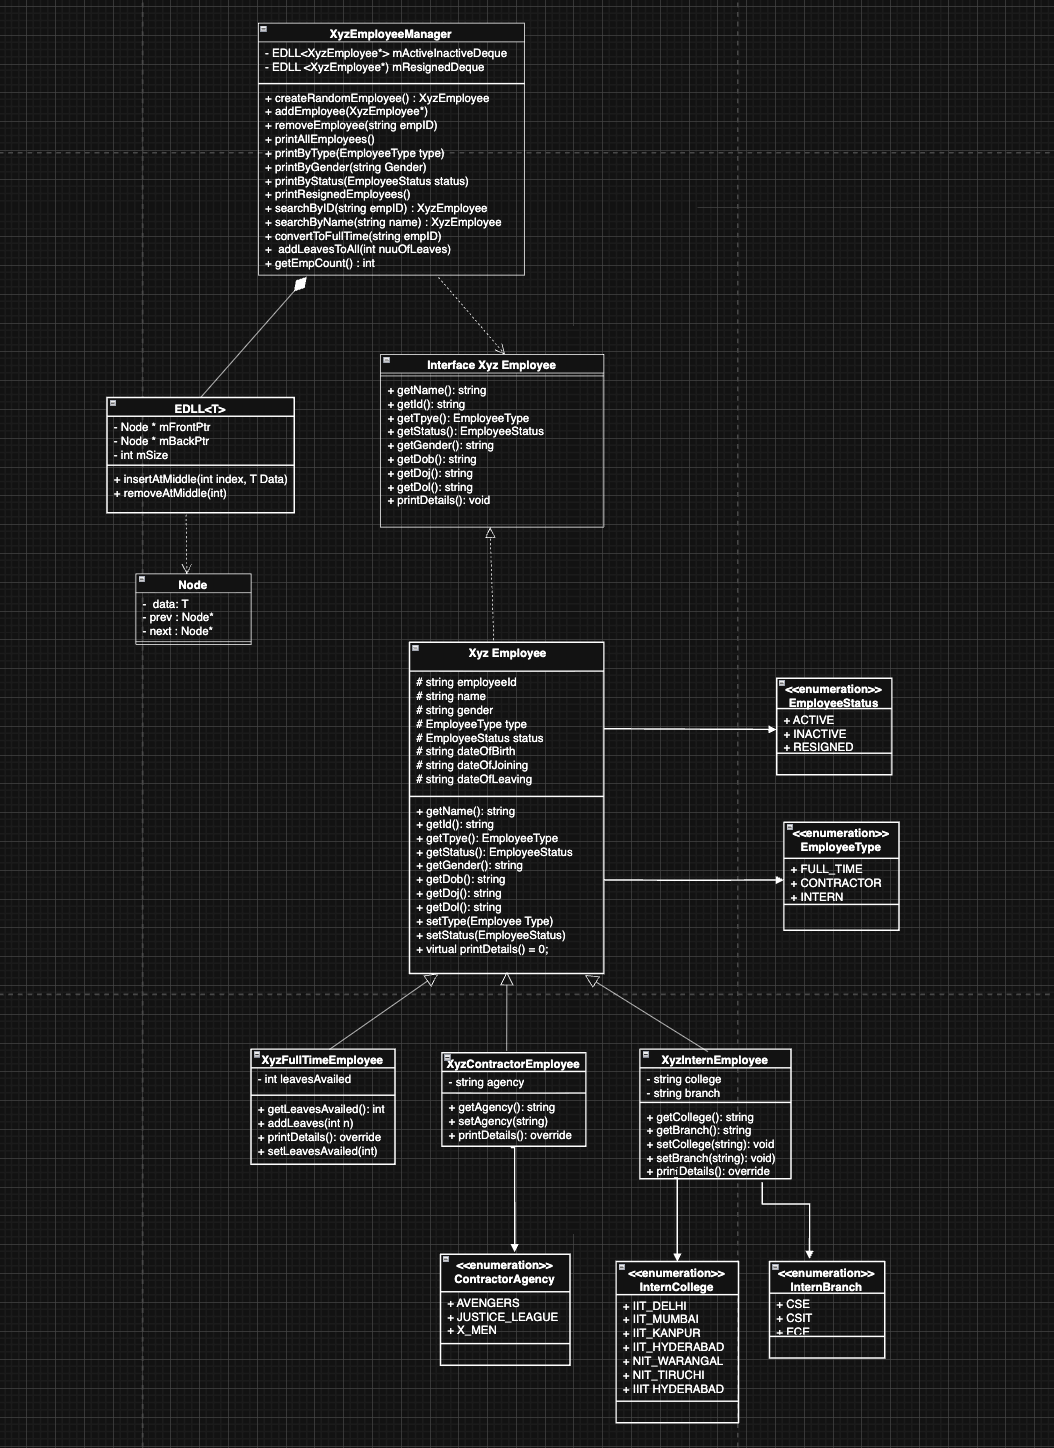 XyzEmployeeManager
- EDLL<XyzEmployee*> mActiveInactiveDeque
- EDLL <XyzEmployee*) mResignedDeque
+ createRandomEmployee() : XyzEmployee
+ addEmployee(XyzEmployee*)
+ removeEmployee(string empID)
+ printAllEmployees()
+ printByType(EmployeeType type)
+ printByGender(string Gender)
+ printByStatus(EmployeeStatus status)
+ printResignedEmployees()
+ searchByID(string empID) : XyzEmployee
+ searchByName(string name) : XyzEmployee
+ convertToFullTime(string empID)
+ addLeavesToAll(int nuuOfLeaves)
+ getEmpCount() : int
Interface Xyz Employee
+ getName(): string
+ getId(): string
+ getTpye(): EmployeeType
+ getStatus(): EmployeeStatus
+ getGender(): string
+ getDob(): string
+ getDoj(): string
+ getDol(): string
+ printDetails(): void
EDLL<T>
- Node * mFrontPtr
- Node * mBackPtr
- int mSize
+ insertAtMiddle(int index, T Data)
+ removeAtMiddle(int)
Node
- data: T
- prev : Node*
- next : Node*
Xyz Employee
# string employeeId
# string name
# string gender
# EmployeeType type
# EmployeeStatus status
# string dateOfBirth
# string dateOfJoining
# string dateOfLeaving
+ getName(): string
+ getId(): string
+ getTpye(): EmployeeType
+ getStatus(): EmployeeStatus
+ getGender(): string
+ getDob(): string
+ getDoj(): string
+ getDol(): string
+ setType(Employee Type)
+ setStatus(EmployeeStatus)
+ virtual printDetails() = 0;
<<enumeration>>
EmployeeStatus
+ ACTIVE
+ INACTIVE
+ RESIGNED
<<enumeration>>
EmployeeType
+ FULL_TIME
+ CONTRACTOR
+ INTERN
XyzFullTimeEmployee
- int leavesAvailed
+ getLeavesAvailed(): int
+ addLeaves(int n)
+ printDetails(): override
+ setLeavesAvailed(int)
XyzContractorEmployee
- string agency
+ getAgency(): string
+ setAgency(string)
+ printDetails(): override
XyzInternEmployee
- string college
- string branch
+ getCollege(): string
+ getBranch(): string
+ setCollege(string): void
+ setBranch(string): void)
+ printDetails(): override
<<enumeration>>
ContractorAgency
+ AVENGERS
+ JUSTICE_LEAGUE
+ X_MEN
<<enumeration>>
InternCollege
+ IIT_DELHI
+ IIT_MUMBAI
+ IIT_KANPUR
+ IIT_HYDERABAD
+ NIT_WARANGAL
+ NIT_TIRUCHI
+ IIIT HYDERABAD
<<enumeration>>
InternBranch
+ CSE
+ CSIT
+ ECE